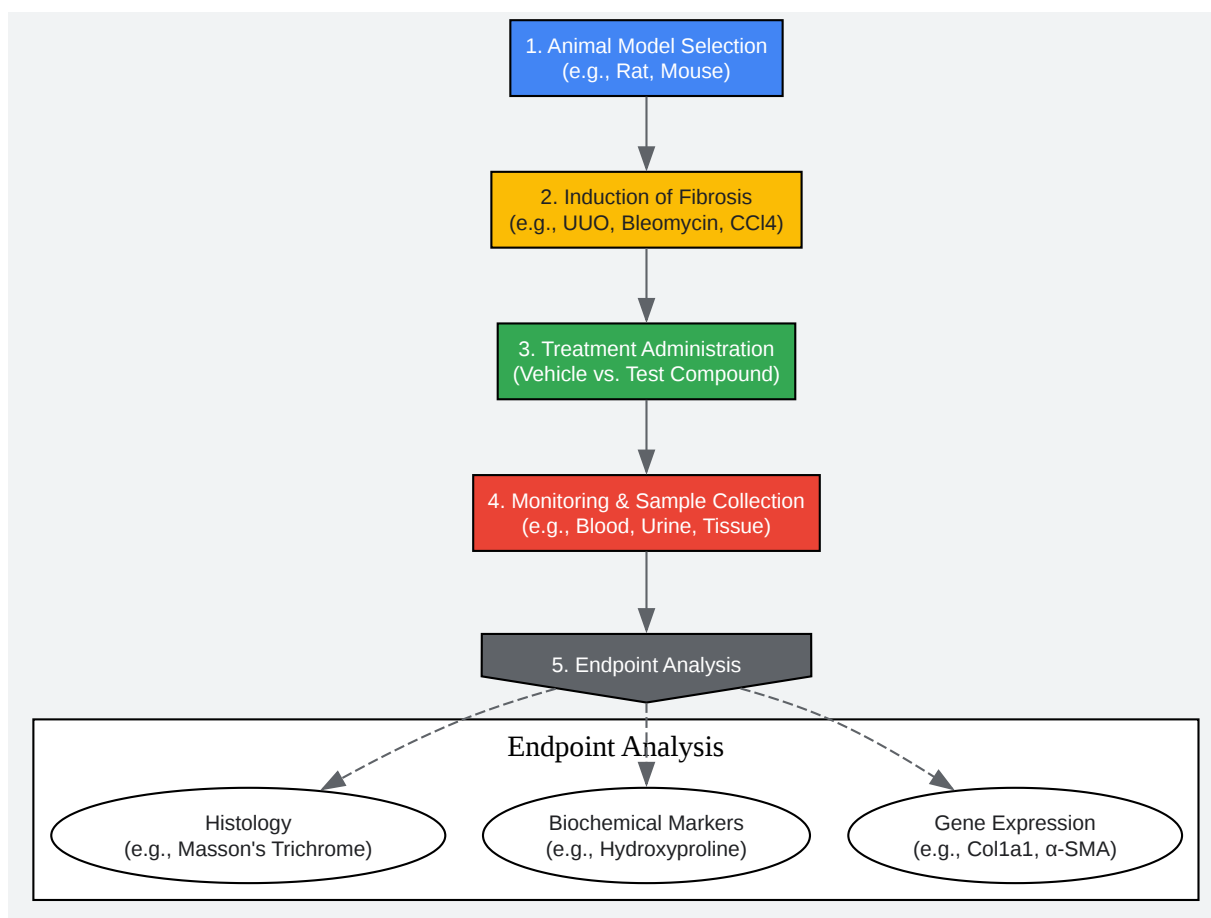 1. Animal Model Selection
(e.g., Rat, Mouse)
2. Induction of Fibrosis
(e.g., UUO, Bleomycin, CCl4)
3. Treatment Administration
(Vehicle vs. Test Compound)
4. Monitoring & Sample Collection
(e.g., Blood, Urine, Tissue)
5. Endpoint Analysis
Endpoint Analysis
Histology
(e.g., Masson's Trichrome)
Biochemical Markers
(e.g., Hydroxyproline)
Gene Expression
(e.g., Col1a1, α-SMA)